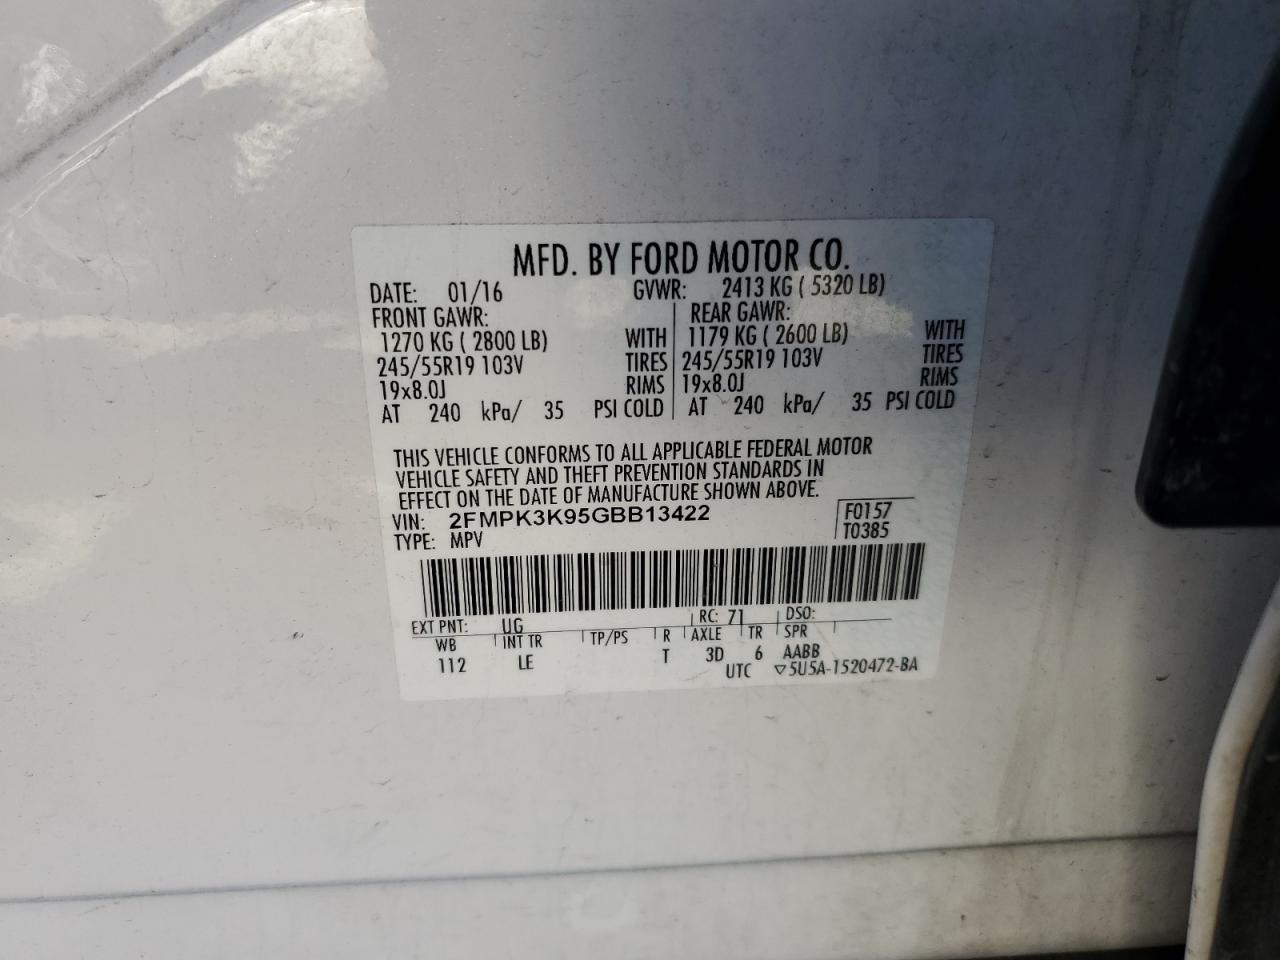 MFD. BY FORD MOTOR CO.
DATE: 01/16 GVWR: 2413 KG ( 5320 LB)
FRONT GAWR: REAR GAWR:
1270 KG ( 2800 LB) WITH 1179 KG ( 2600 LB) WITH
245/55R19 103V TIRES 245/55R19 103V TIRES
19x8.0J RIMS 19x8.0J RIMS
AT 240 kPa/ 35 PSI COLD AT 240 kPa/ 35 PSI COLD
THIS VEHICLE CONFORMS TO ALL APPLICABLE FEDERAL MOTOR
VEHICLE SAFETY AND THEFT PREVENTION STANDARDS IN
EFFECT ON THE DATE OF MANUFACTURE SHOWN ABOVE.
VIN: 2FMPK3K95GBB13422 F0157
TYPE: MPV T0385
EXT PNT: UG RC: 71 DSO:
WB INT TR TP/PS R AXLE TR SPR
112 LE T 3D 6 AABB
UTC ▽5U5A-1520472-BA